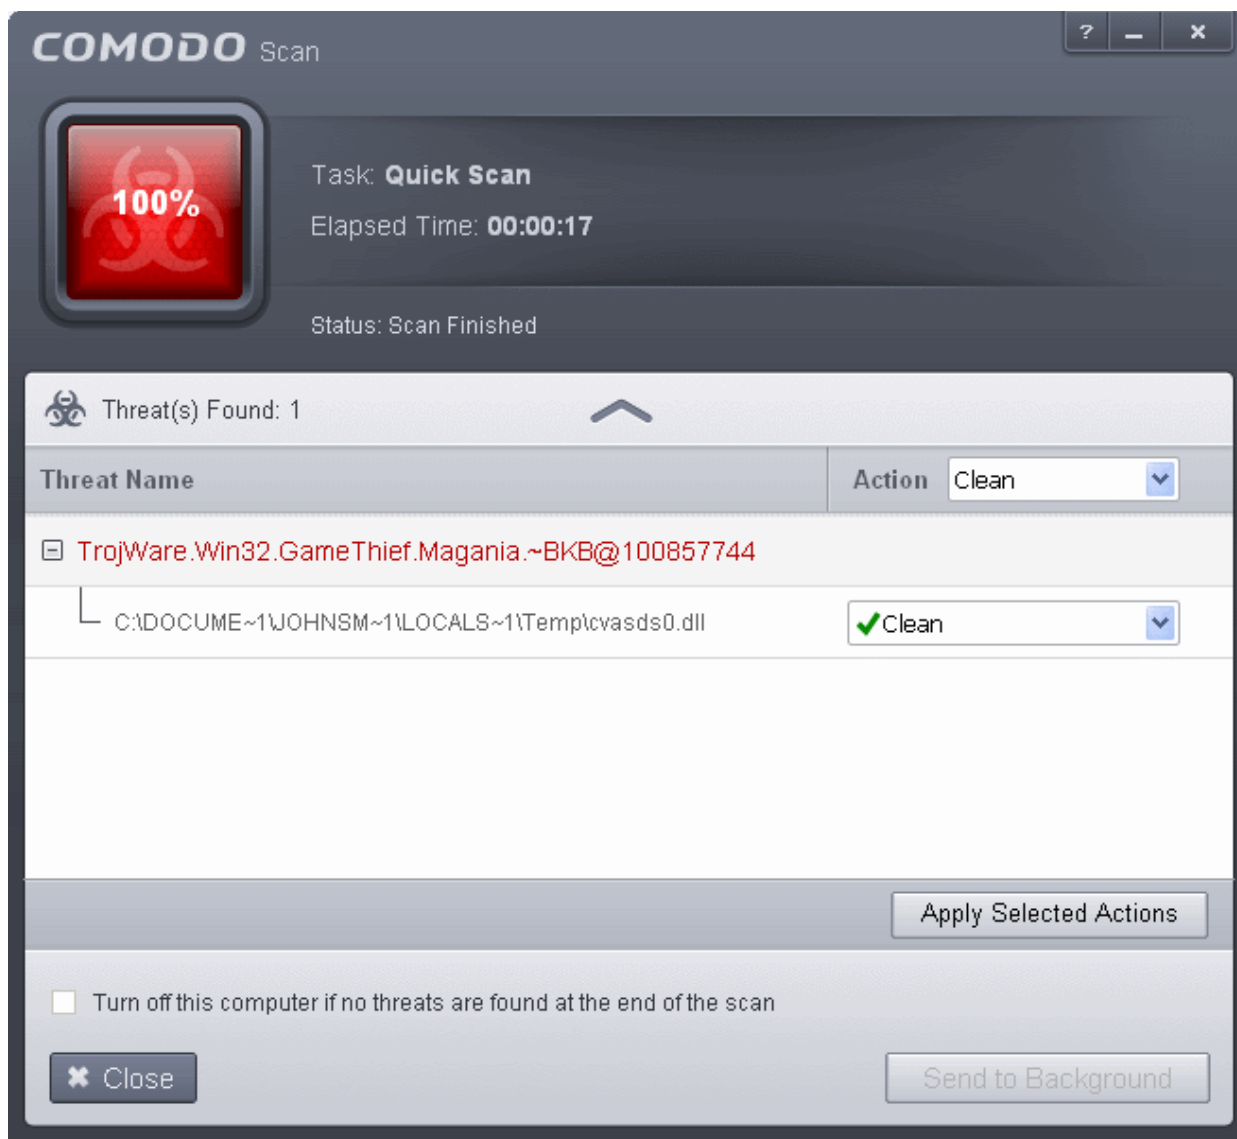 COMODO Scan
?
100%
Task: Quick Scan
Elapsed Time: 00:00:17
Status: Scan Finished
Threat(s) Found: 1
Threat Name Action Clean
TrojWare.Win32.GameThief.Magania.~BKB@100857744
C:\DOCUME~1\JOHNSM~1\LOCALS~1\Temp\cvasds0.dll Clean
Apply Selected Actions
Turn off this computer if no threats are found at the end of the scan
Close Send to Background